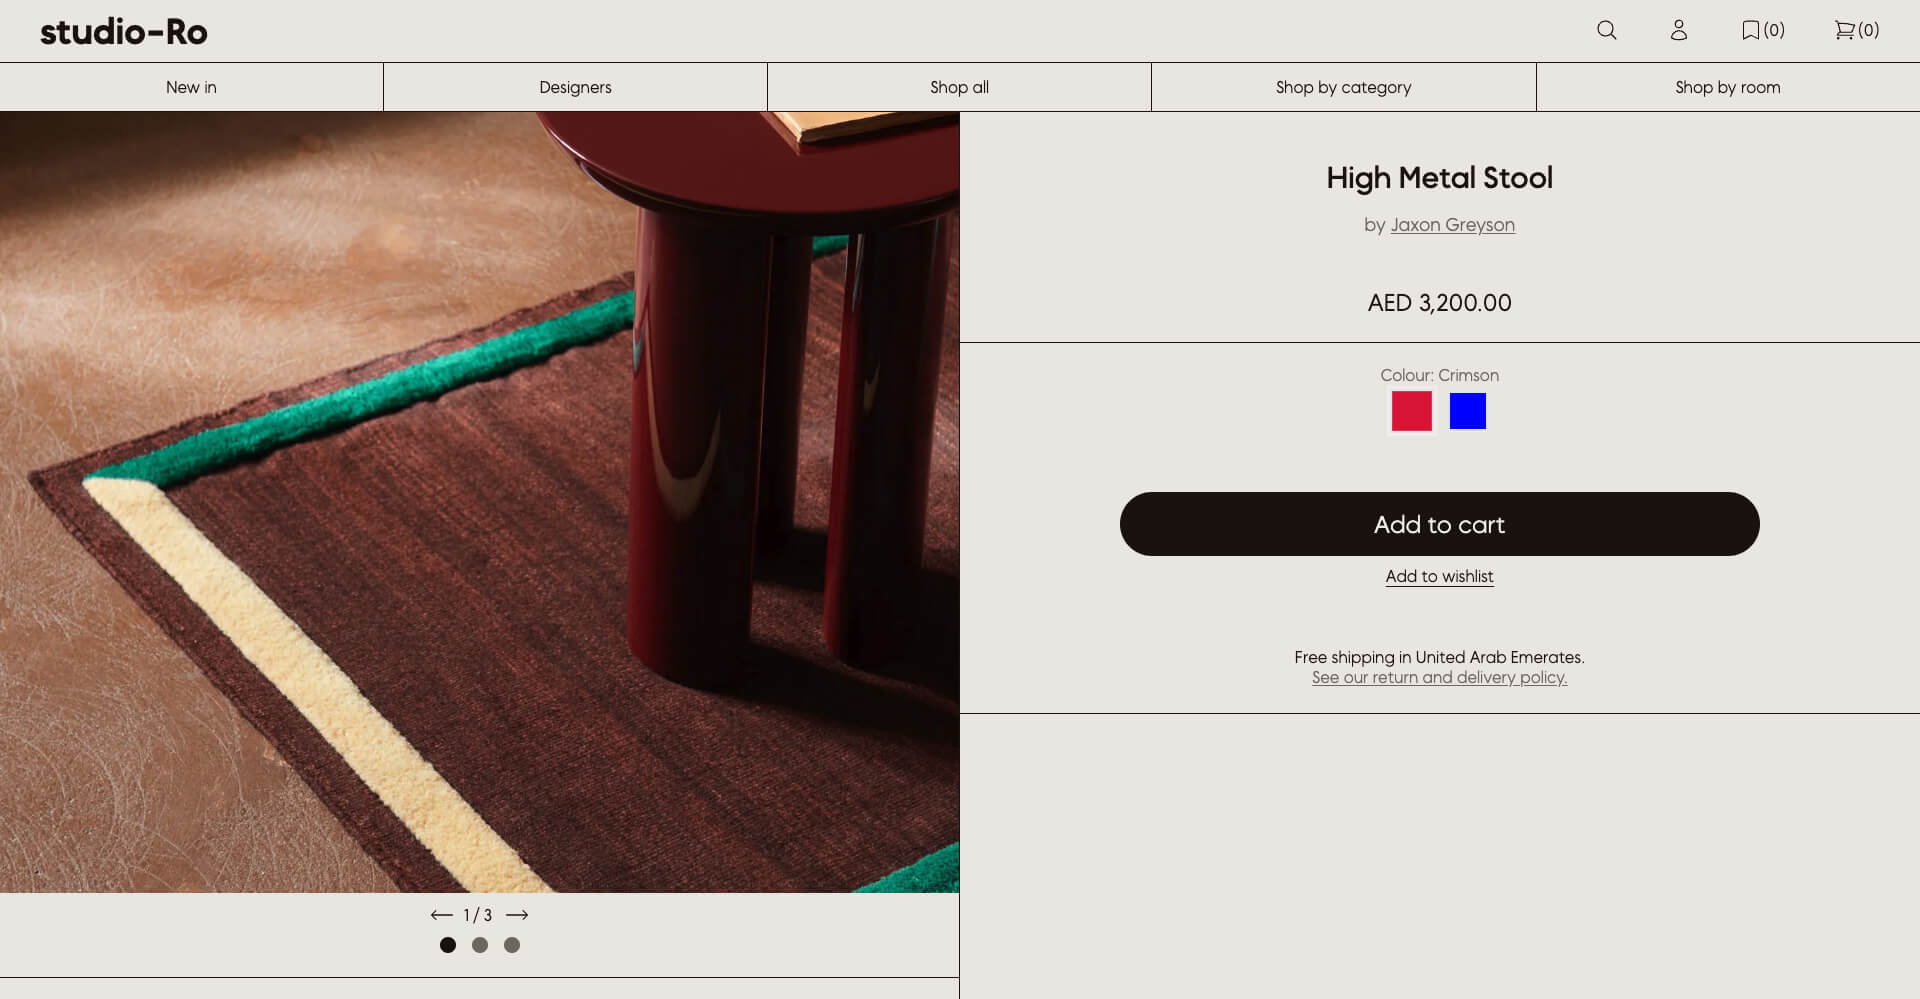 studio-Ro
(0)
(0)
New in
Designers
Shop all
Shop by category
Shop by room
High Metal Stool
by Jaxon Greyson
AED 3,200.00
Colour: Crimson
Add to cart
Add to wishlist
Free shipping in United Arab Emerates.
See our return and delivery policy.
1 / 3